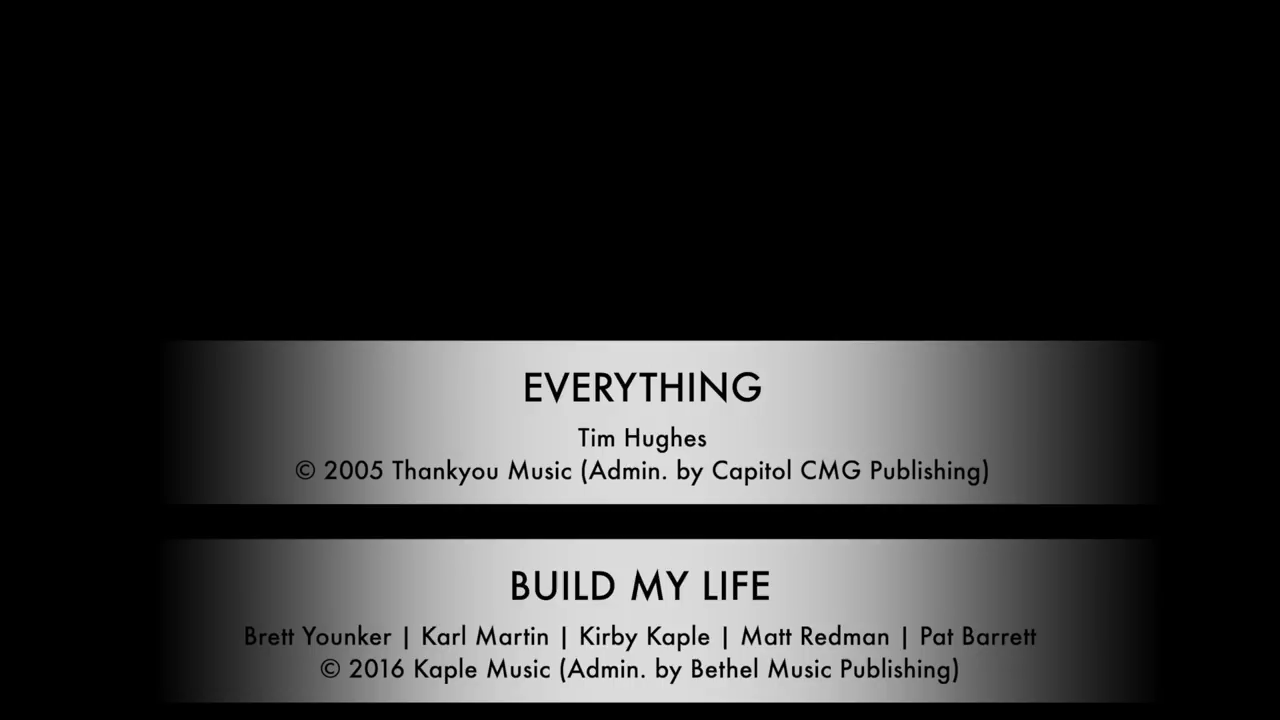 EVERYTHING
Tim Hughes
© 2005 Thankyou Music (Admin. by Capitol CMG Publishing)
BUILD MY LIFE
Brett Younker | Karl Martin | Kirby Kaple | Matt Redman | Pat Barrett
© 2016 Kaple Music (Admin. by Bethel Music Publishing)